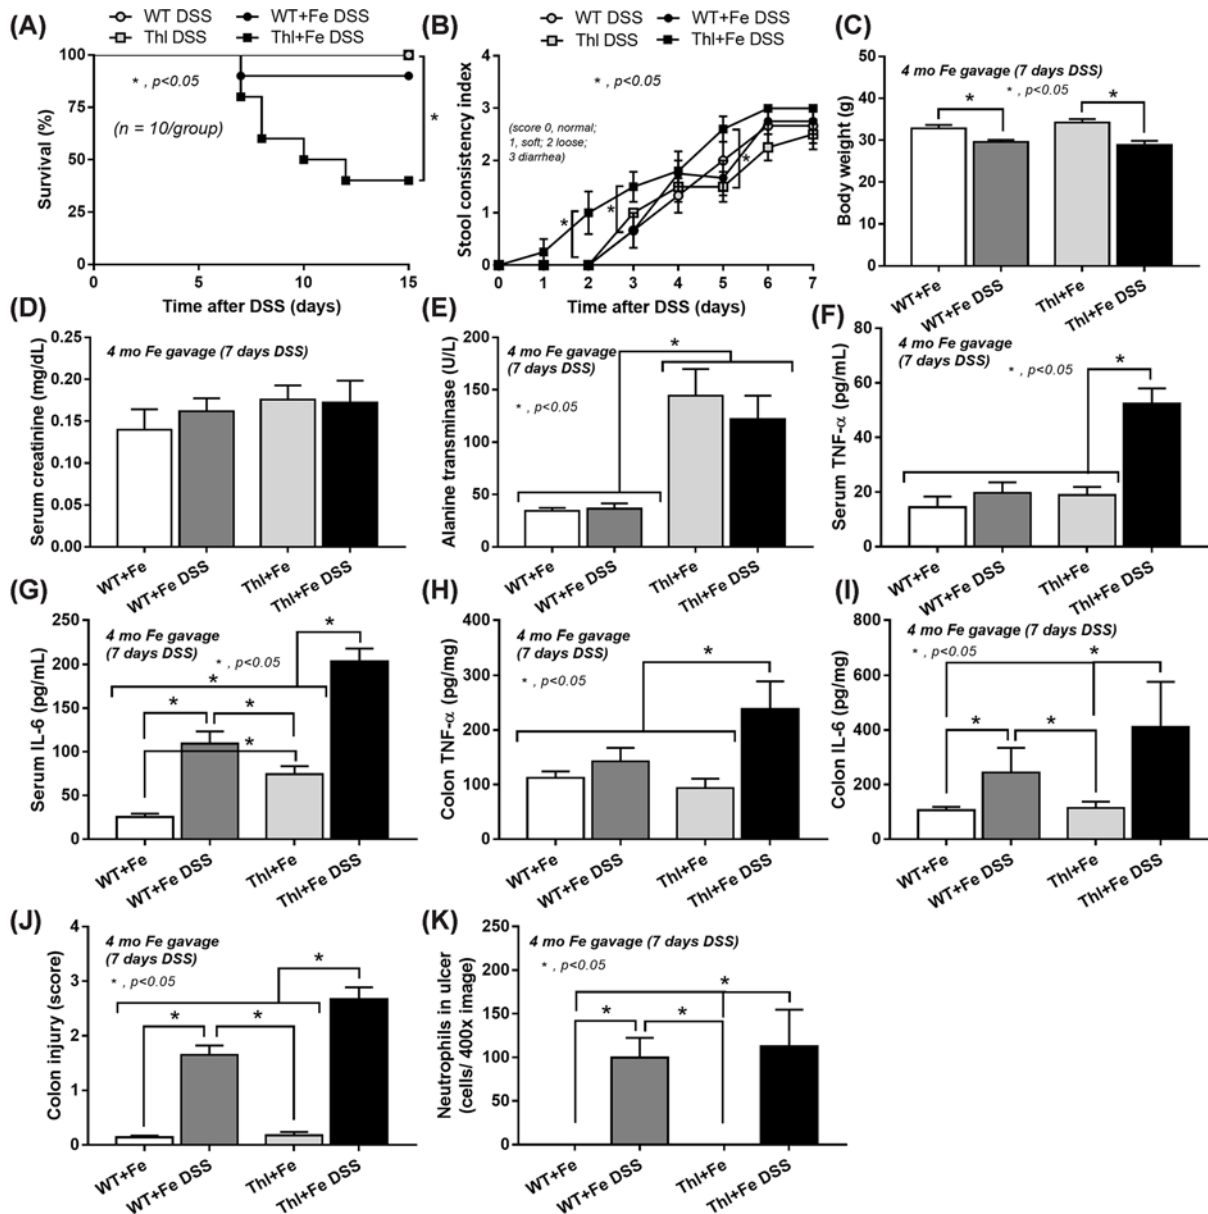 (A)
WT DSS
WT+Fe DSS
Thl DSS
Thl+Fe DSS
Survival (%)
100
75
50
25
0
*, p<0.05
(n = 10/group)
*
0
5
10
15
Time after DSS (days)
(B)
WT DSS
WT+Fe DSS
Thl DSS
Thl+Fe DSS
Stool consistency index
4
3
2
1
0
*, p<0.05
(score 0, normal;
1, soft; 2 loose;
3 diarrhea)
*
*
*
0 1 2 3 4 5 6 7
Time after DSS (days)
(C)
4 mo Fe gavage (7 days DSS)
*, p<0.05
*
*
Body weight (g)
50
40
30
20
10
0
WT+Fe
WT+Fe DSS
Thl+Fe
Thl+Fe DSS
(D)
4 mo Fe gavage (7 days DSS)
Serum creatinine (mg/dL)
0.25
0.20
0.15
0.10
0.05
0.00
WT+Fe
WT+Fe DSS
Thl+Fe
Thl+Fe DSS
(E)
4 mo Fe gavage
(7 days DSS)
*
*, p<0.05
Alanine transminase (U/L)
200
150
100
50
0
WT+Fe
WT+Fe DSS
Thl+Fe
Thl+Fe DSS
(F)
4 mo Fe gavage
(7 days DSS)
*, p<0.05
*
Serum TNF-α (pg/mL)
80
60
40
20
0
WT+Fe
WT+Fe DSS
Thl+Fe
Thl+Fe DSS
(G)
4 mo Fe gavage
(7 days DSS)
*, p<0.05
*
*
*
*
*
Serum IL-6 (pg/mL)
250
200
150
100
50
0
WT+Fe
WT+Fe DSS
Thl+Fe
Thl+Fe DSS
(H)
4 mo Fe gavage
(7 days DSS)
*, p<0.05
*
Colon TNF-α (pg/mg)
400
300
200
100
0
WT+Fe
WT+Fe DSS
Thl+Fe
Thl+Fe DSS
(I)
4 mo Fe gavage (7 days DSS)
*, p<0.05
*
*
*
Colon IL-6 (pg/mg)
800
600
400
200
0
WT+Fe
WT+Fe DSS
Thl+Fe
Thl+Fe DSS
(J)
4 mo Fe gavage
(7 days DSS)
*, p<0.05
*
*
*
Colon injury (score)
4
3
2
1
0
WT+Fe
WT+Fe DSS
Thl+Fe
Thl+Fe DSS
(K)
4 mo Fe gavage (7 days DSS)
*, p<0.05
*
*
*
Neutrophils in ulcer
(cells/ 400x image)
250
200
150
100
50
0
WT+Fe
WT+Fe DSS
Thl+Fe
Thl+Fe DSS